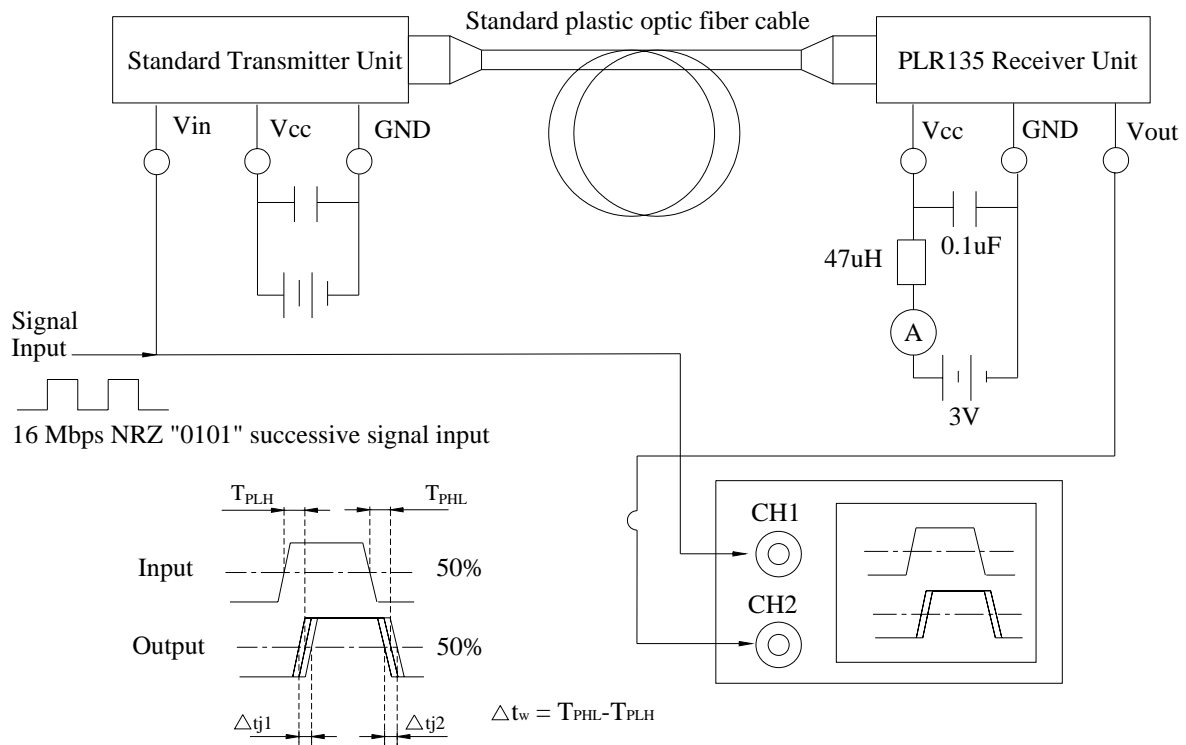 Standard plastic optic fiber cable
Standard Transmitter Unit
PLR135 Receiver Unit
Vin
Vcc
GND
Vcc
GND
Vout
0.1uF
47uH
A
3V
Signal
Input
16 Mbps NRZ "0101" successive signal input
TPLH
TPHL
Input
50%
Output
50%
△tj1
△tj2
△tw = TPHL-TPLH
CH1
CH2